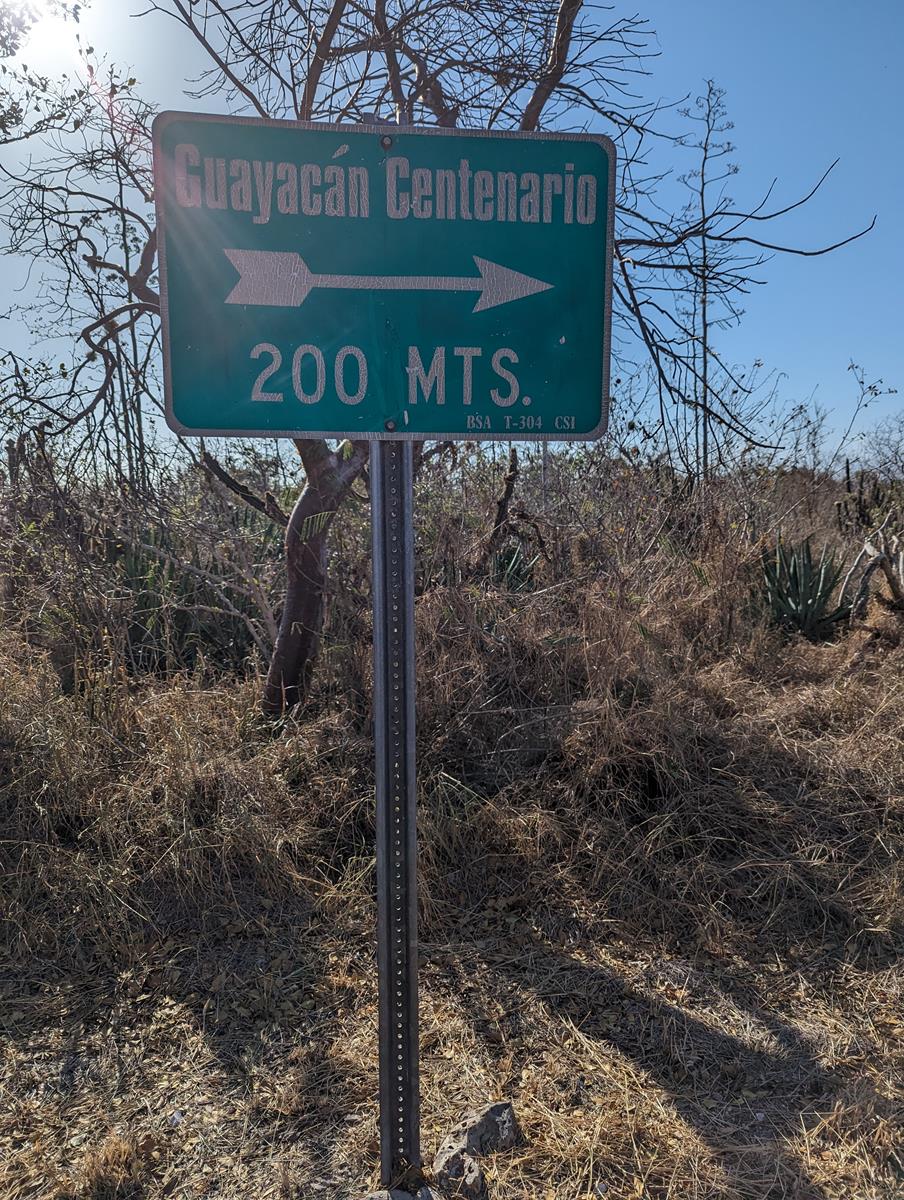 Guayacán Centenario
200 MTS.
BSA T-304 CSI